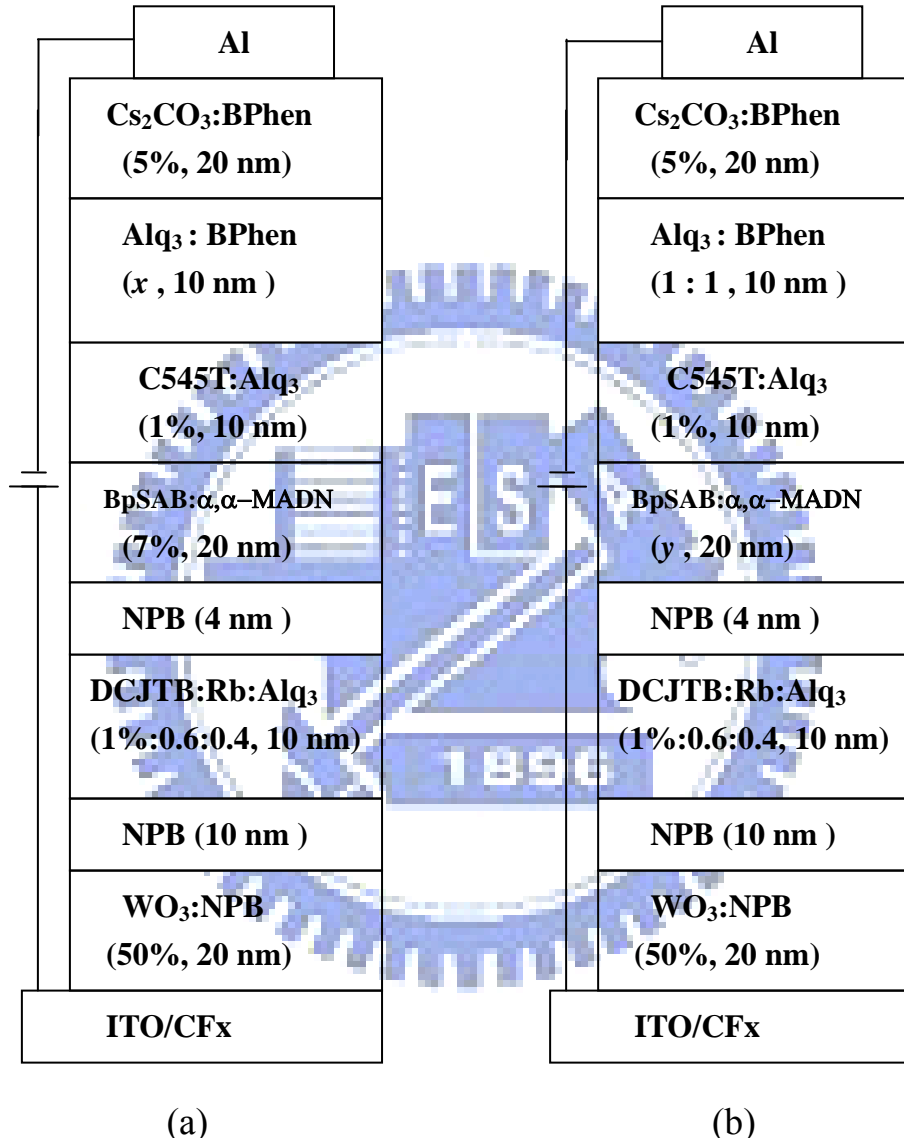 Al
Cs₂CO₃:BPhen
(5%, 20 nm)
Alq₃ : BPhen
(x , 10 nm )
C545T:Alq₃
(1%, 10 nm)
BpSAB:α,α−MADN
(7%, 20 nm)
NPB (4 nm )
DCJTB:Rb:Alq₃
(1%:0.6:0.4, 10 nm)
NPB (10 nm )
WO₃:NPB
(50%, 20 nm)
ITO/CFx
(a)
Al
Cs₂CO₃:BPhen
(5%, 20 nm)
Alq₃ : BPhen
(1 : 1 , 10 nm )
C545T:Alq₃
(1%, 10 nm)
BpSAB:α,α−MADN
(y , 20 nm)
NPB (4 nm )
DCJTB:Rb:Alq₃
(1%:0.6:0.4, 10 nm)
NPB (10 nm )
WO₃:NPB
(50%, 20 nm)
ITO/CFx
(b)
E S
1896